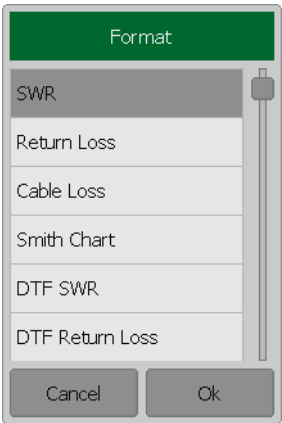 Format
SWR
Return Loss
Cable Loss
Smith Chart
DTF SWR
DTF Return Loss
Cancel
Ok